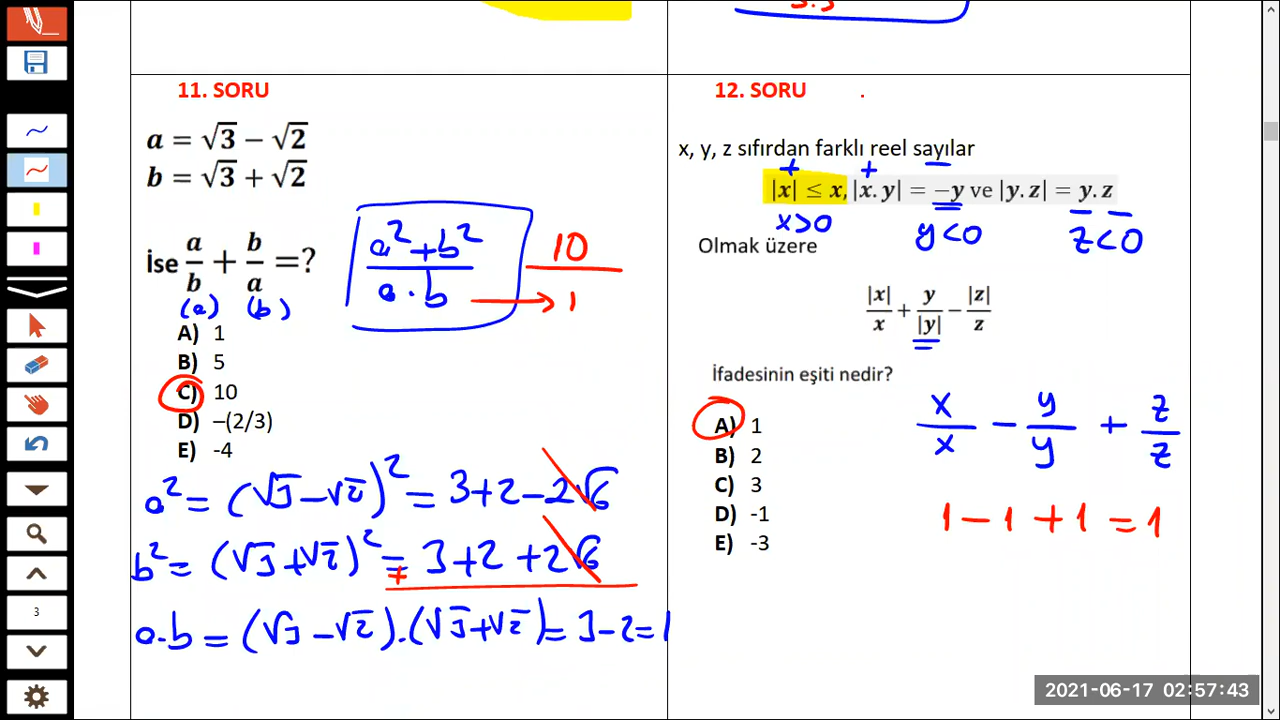 11. SORU
a = √3 − √2
b = √3 + √2
İse a/b + b/a =?
(a) (b)
a² + b² / a . b
10
→ 1
A) 1
B) 5
C) 10
D) –(2/3)
E) -4
a² = (√3 − √2)² = 3 + 2 − 2√6
b² = (√3 + √2)² = 3 + 2 + 2√6
+
a.b = (√3 − √2).(√3 + √2) = 3 − 2 = 1
12. SORU
x, y, z sıfırdan farklı reel sayılar
+ + −
|x| ≤ x, |x.y| = −y ve |y.z| = y.z
x>0 y<0 z<0
Olmak üzere
|x|/x + y/|y| − |z|/z
İfadesinin eşiti nedir?
A) 1
B) 2
C) 3
D) -1
E) -3
x/x − y/y + z/z
1 − 1 + 1 = 1
3
2021-06-17 02:57:43